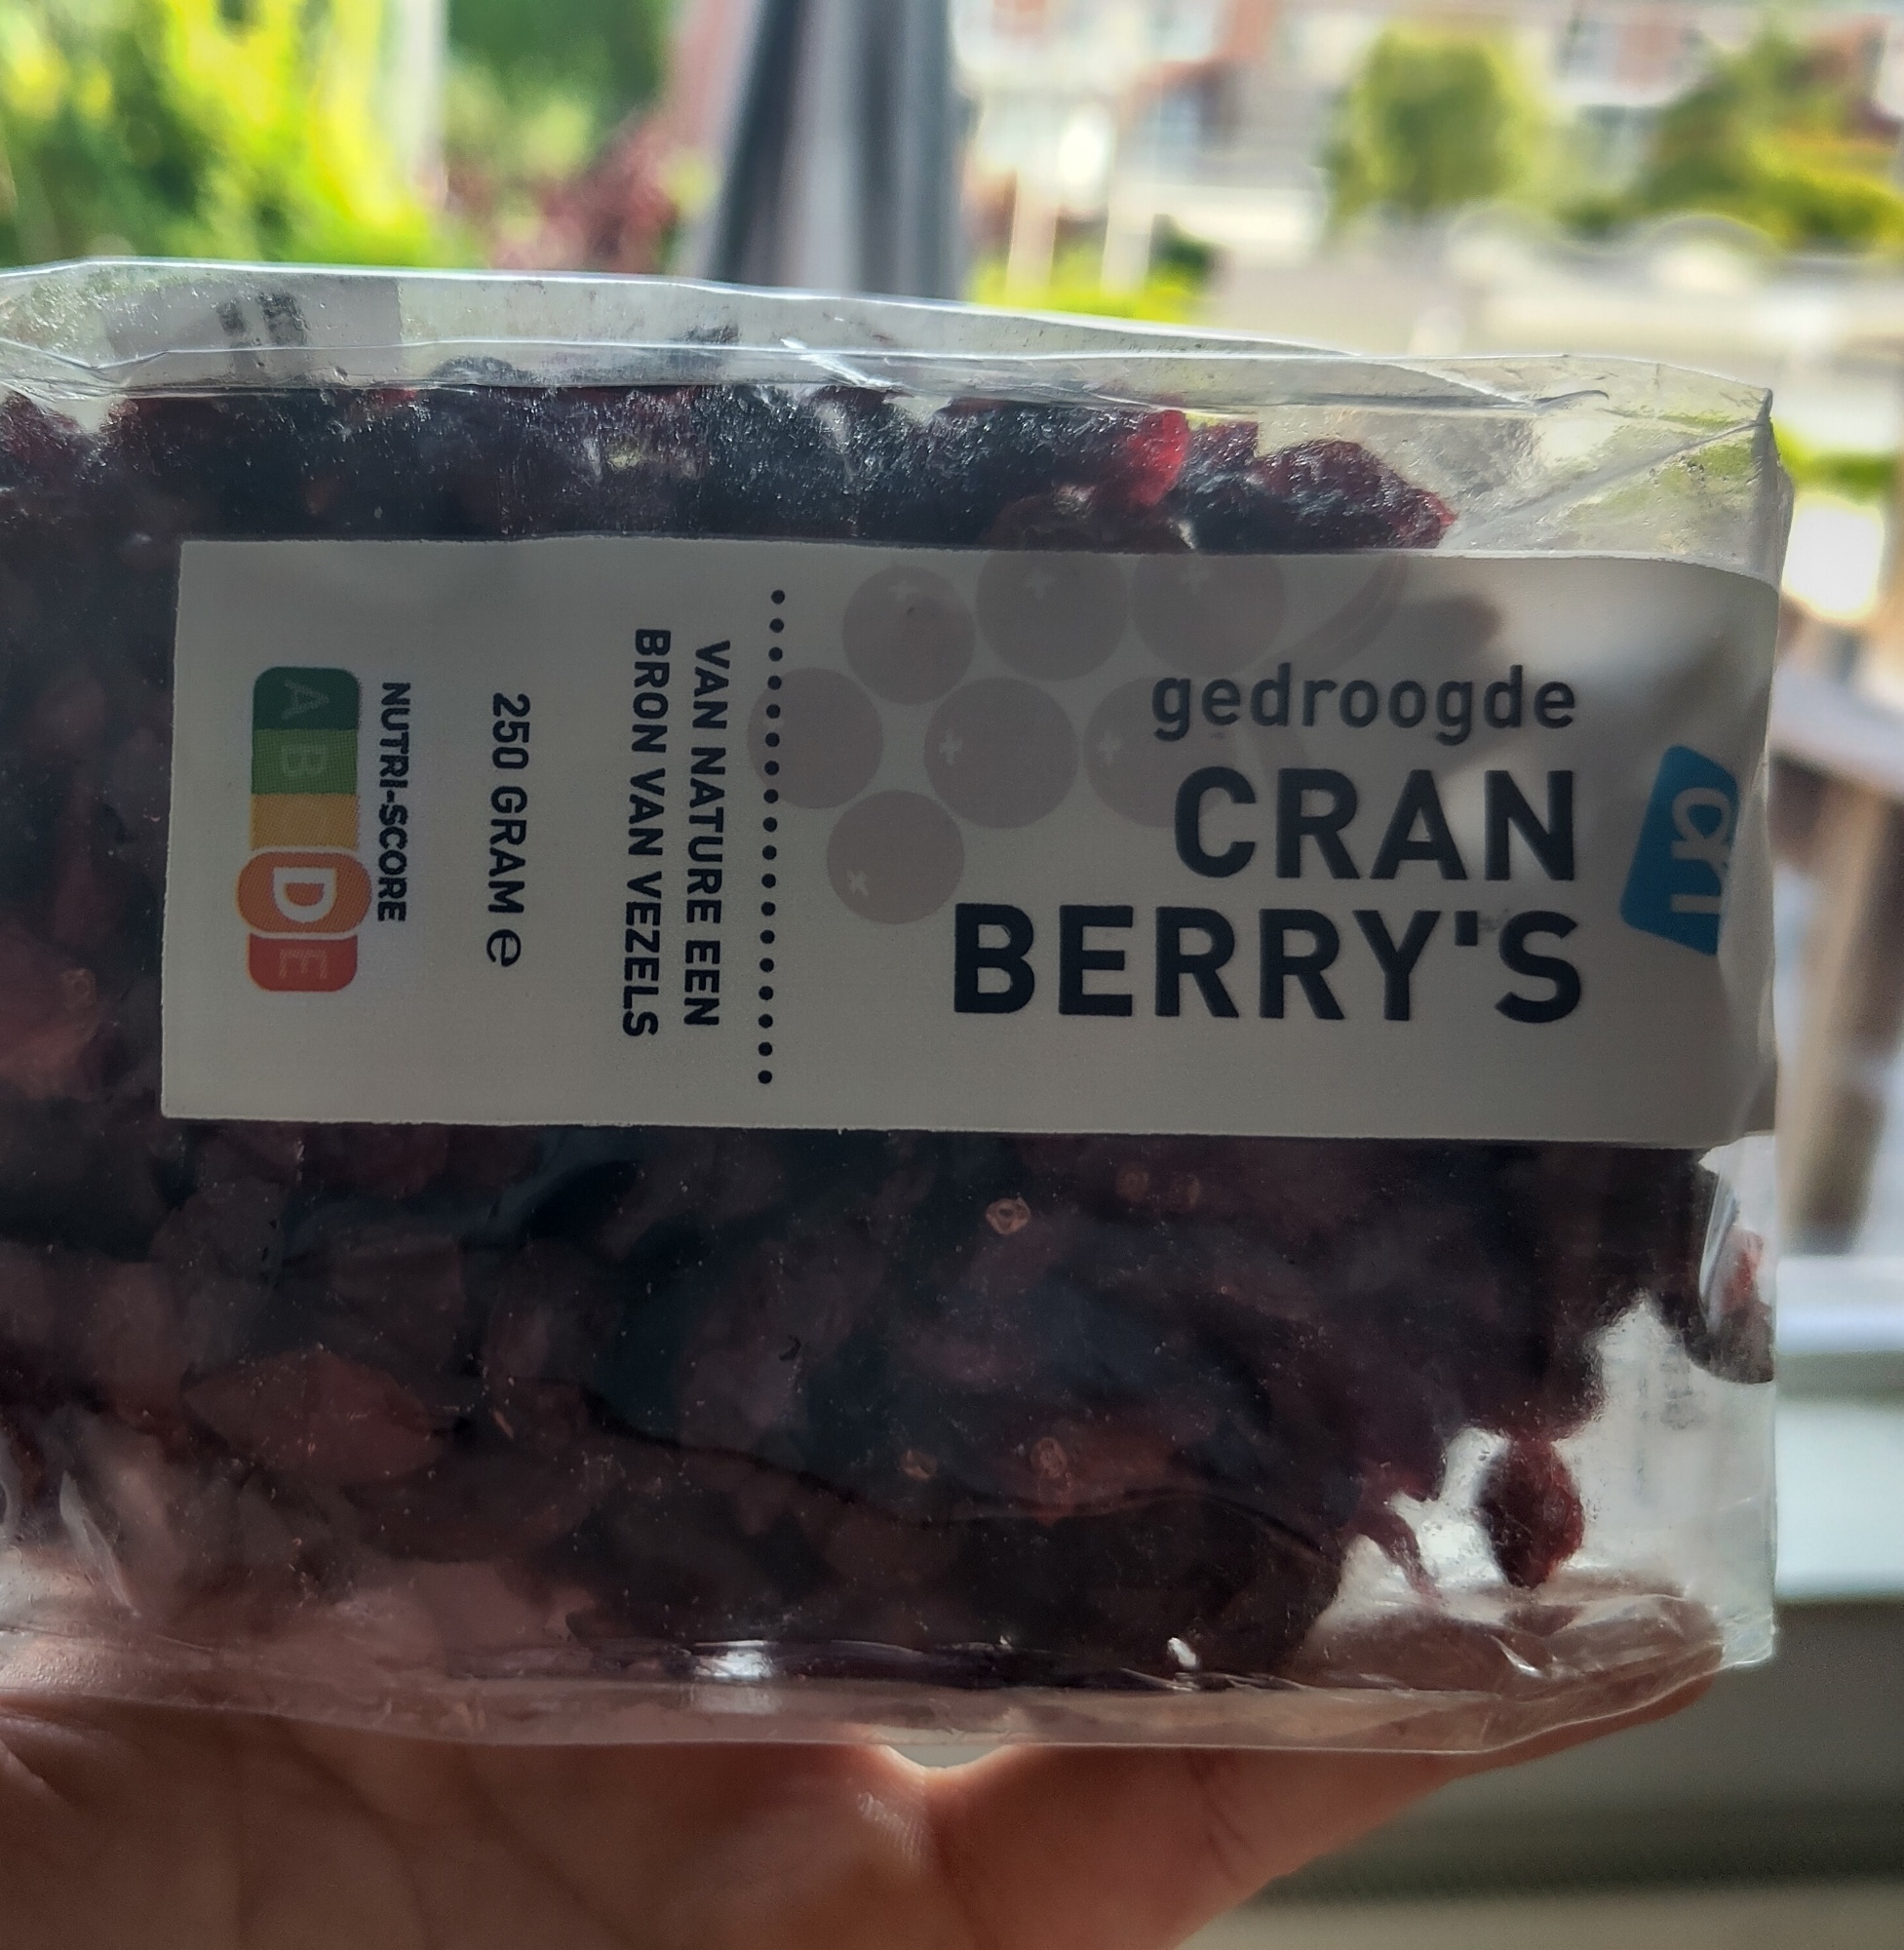 ah
gedroogde
CRAN
BERRY'S
VAN NATURE EEN
BRON VAN VEZELS
250 GRAM e
NUTRI-SCORE
A B C D E